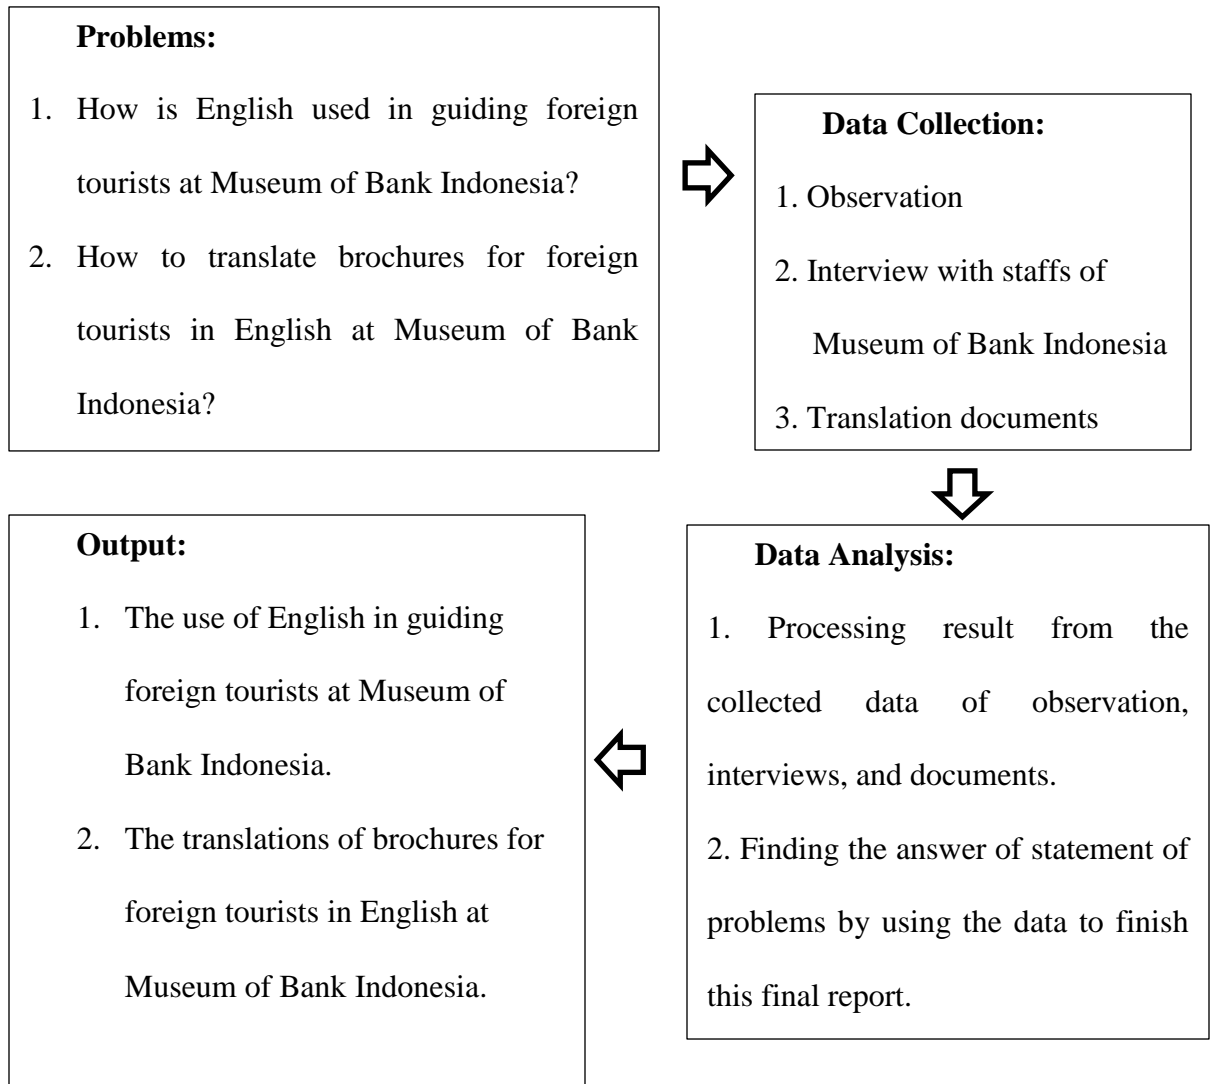 Problems:
1. How is English used in guiding foreign
tourists at Museum of Bank Indonesia?
2. How to translate brochures for foreign
tourists in English at Museum of Bank
Indonesia?
Data Collection:
1. Observation
2. Interview with staffs of
Museum of Bank Indonesia
3. Translation documents
Data Analysis:
1. Processing result from the
collected data of observation,
interviews, and documents.
2. Finding the answer of statement of
problems by using the data to finish
this final report.
Output:
1. The use of English in guiding
foreign tourists at Museum of
Bank Indonesia.
2. The translations of brochures for
foreign tourists in English at
Museum of Bank Indonesia.